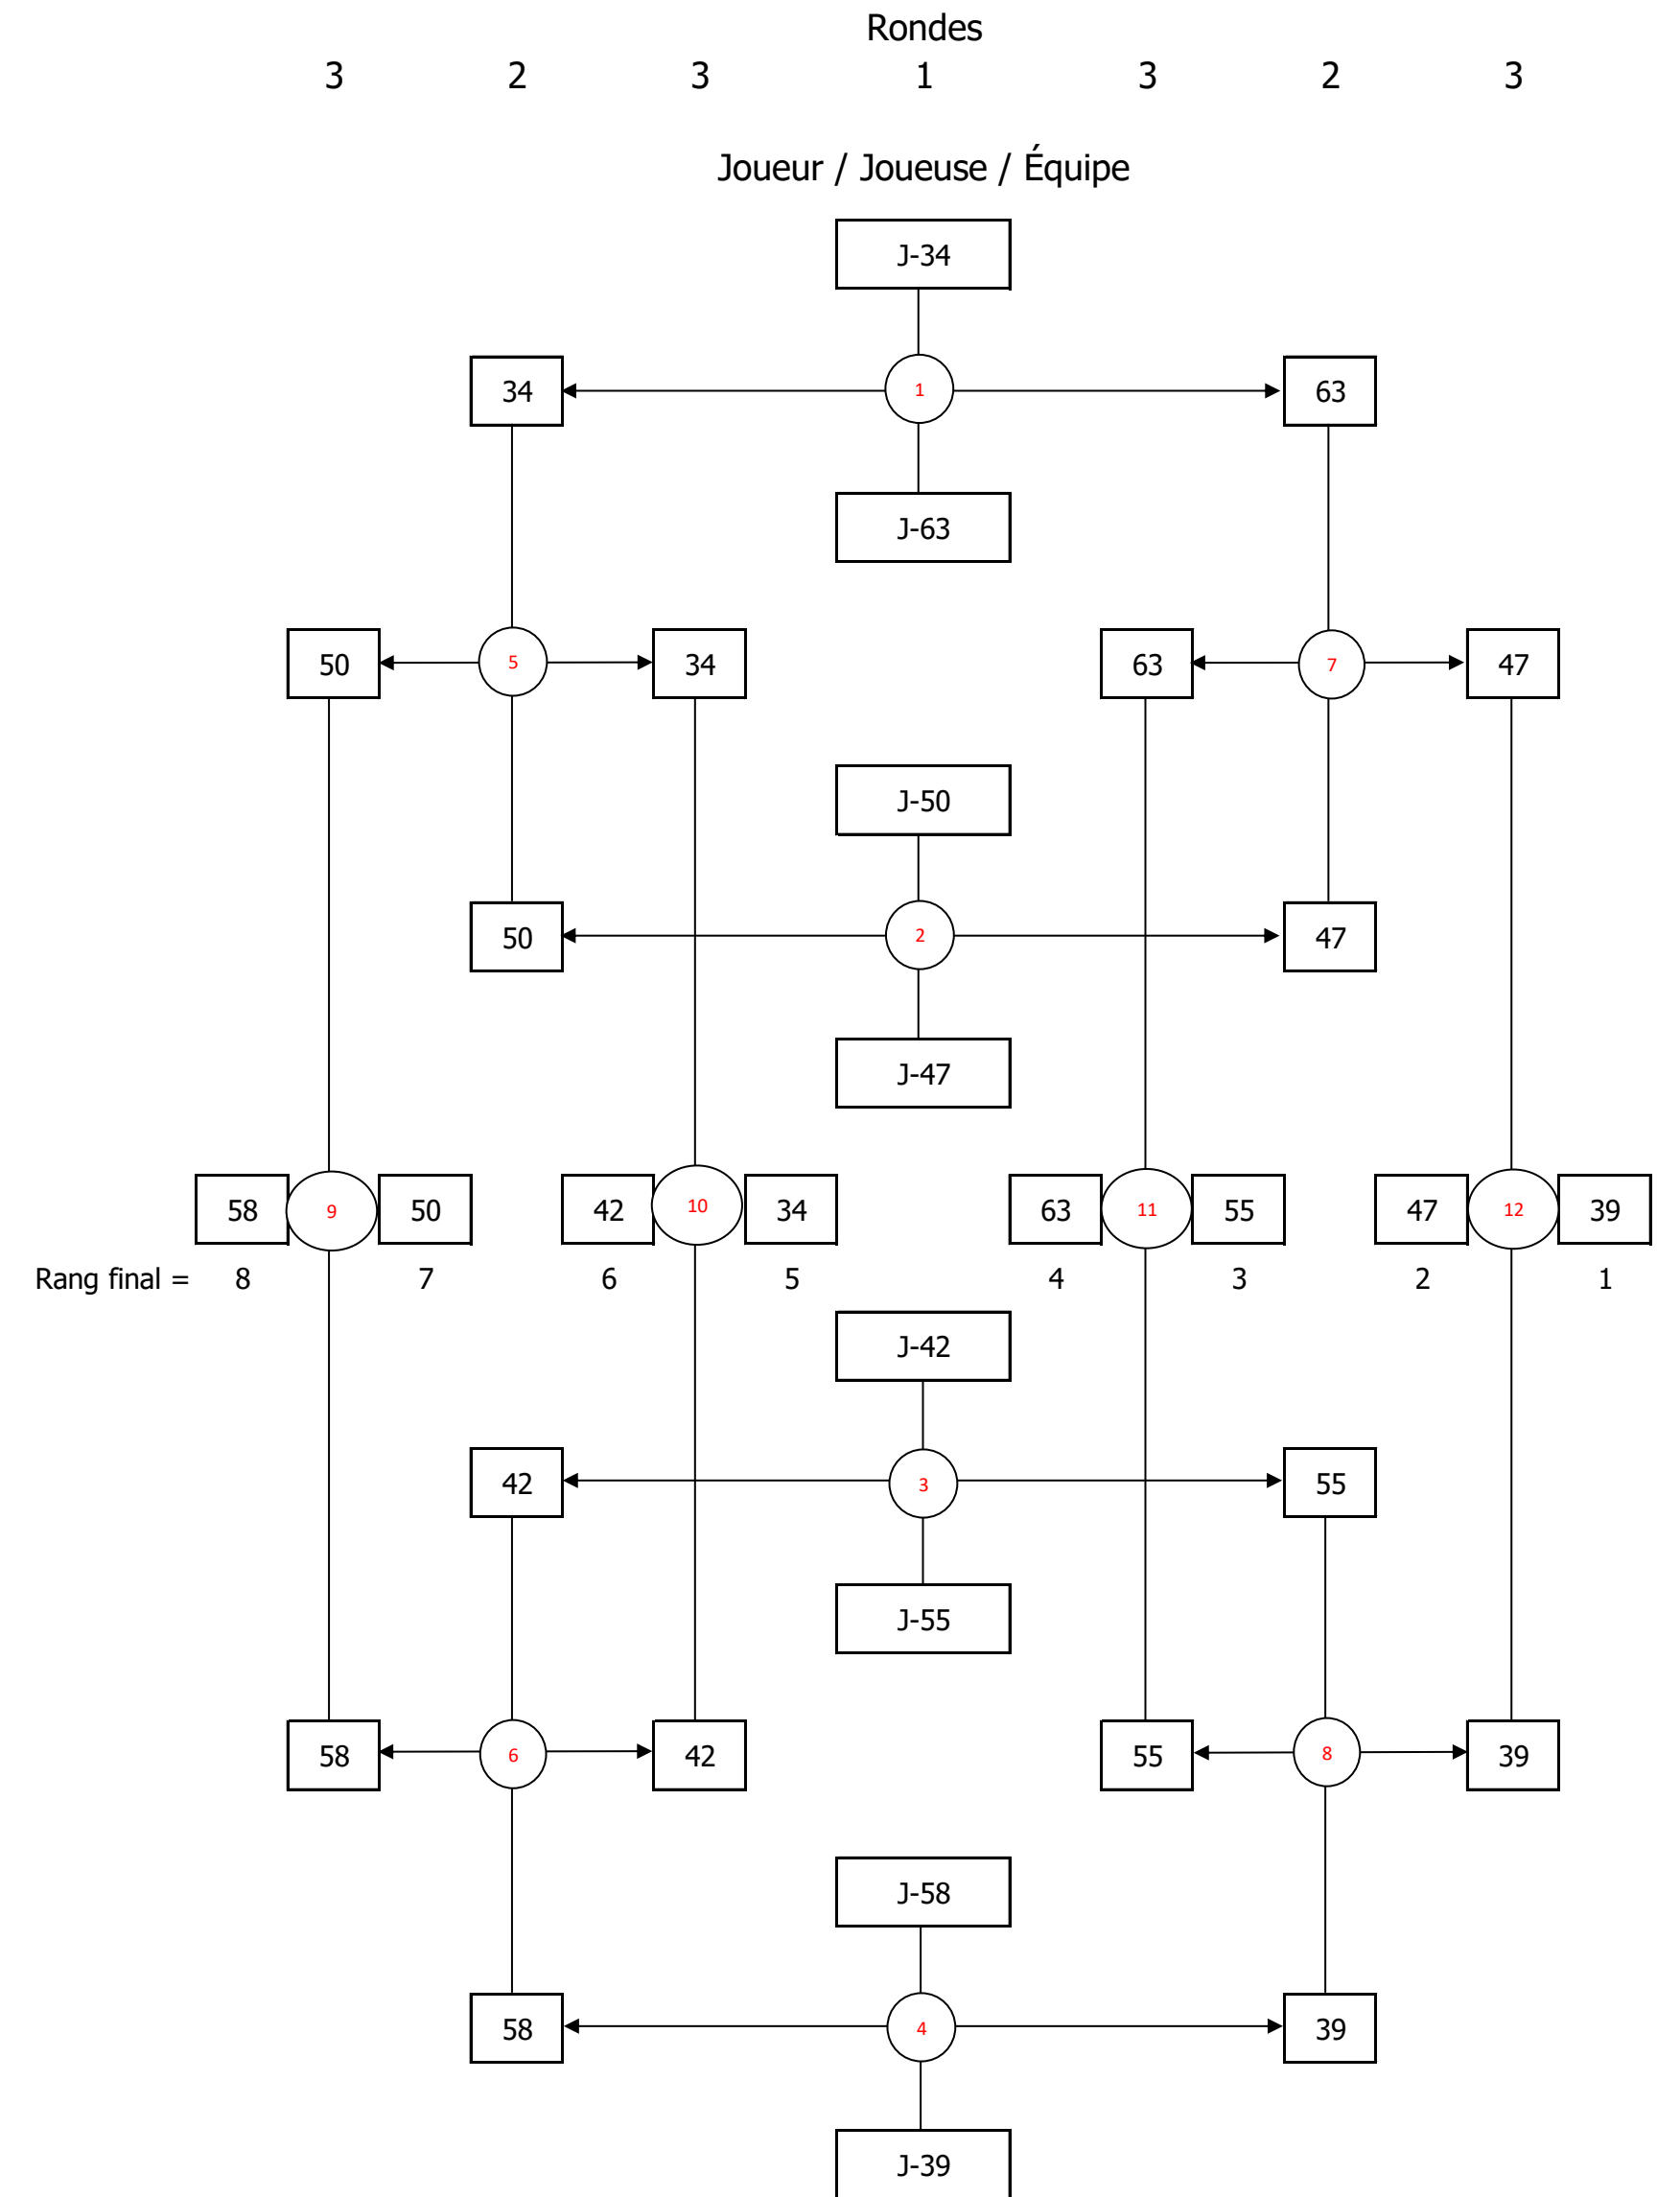 Rondes
3 2 3 1 3 2 3
Joueur / Joueuse / Équipe
J-34
34 1 63
J-63
50 5 34 63 7 47
J-50
50 2 47
J-47
58 9 50 42 10 34 63 11 55 47 12 39
Rang final = 8 7 6 5 4 3 2 1
J-42
42 3 55
J-55
58 6 42 55 8 39
J-58
58 4 39
J-39